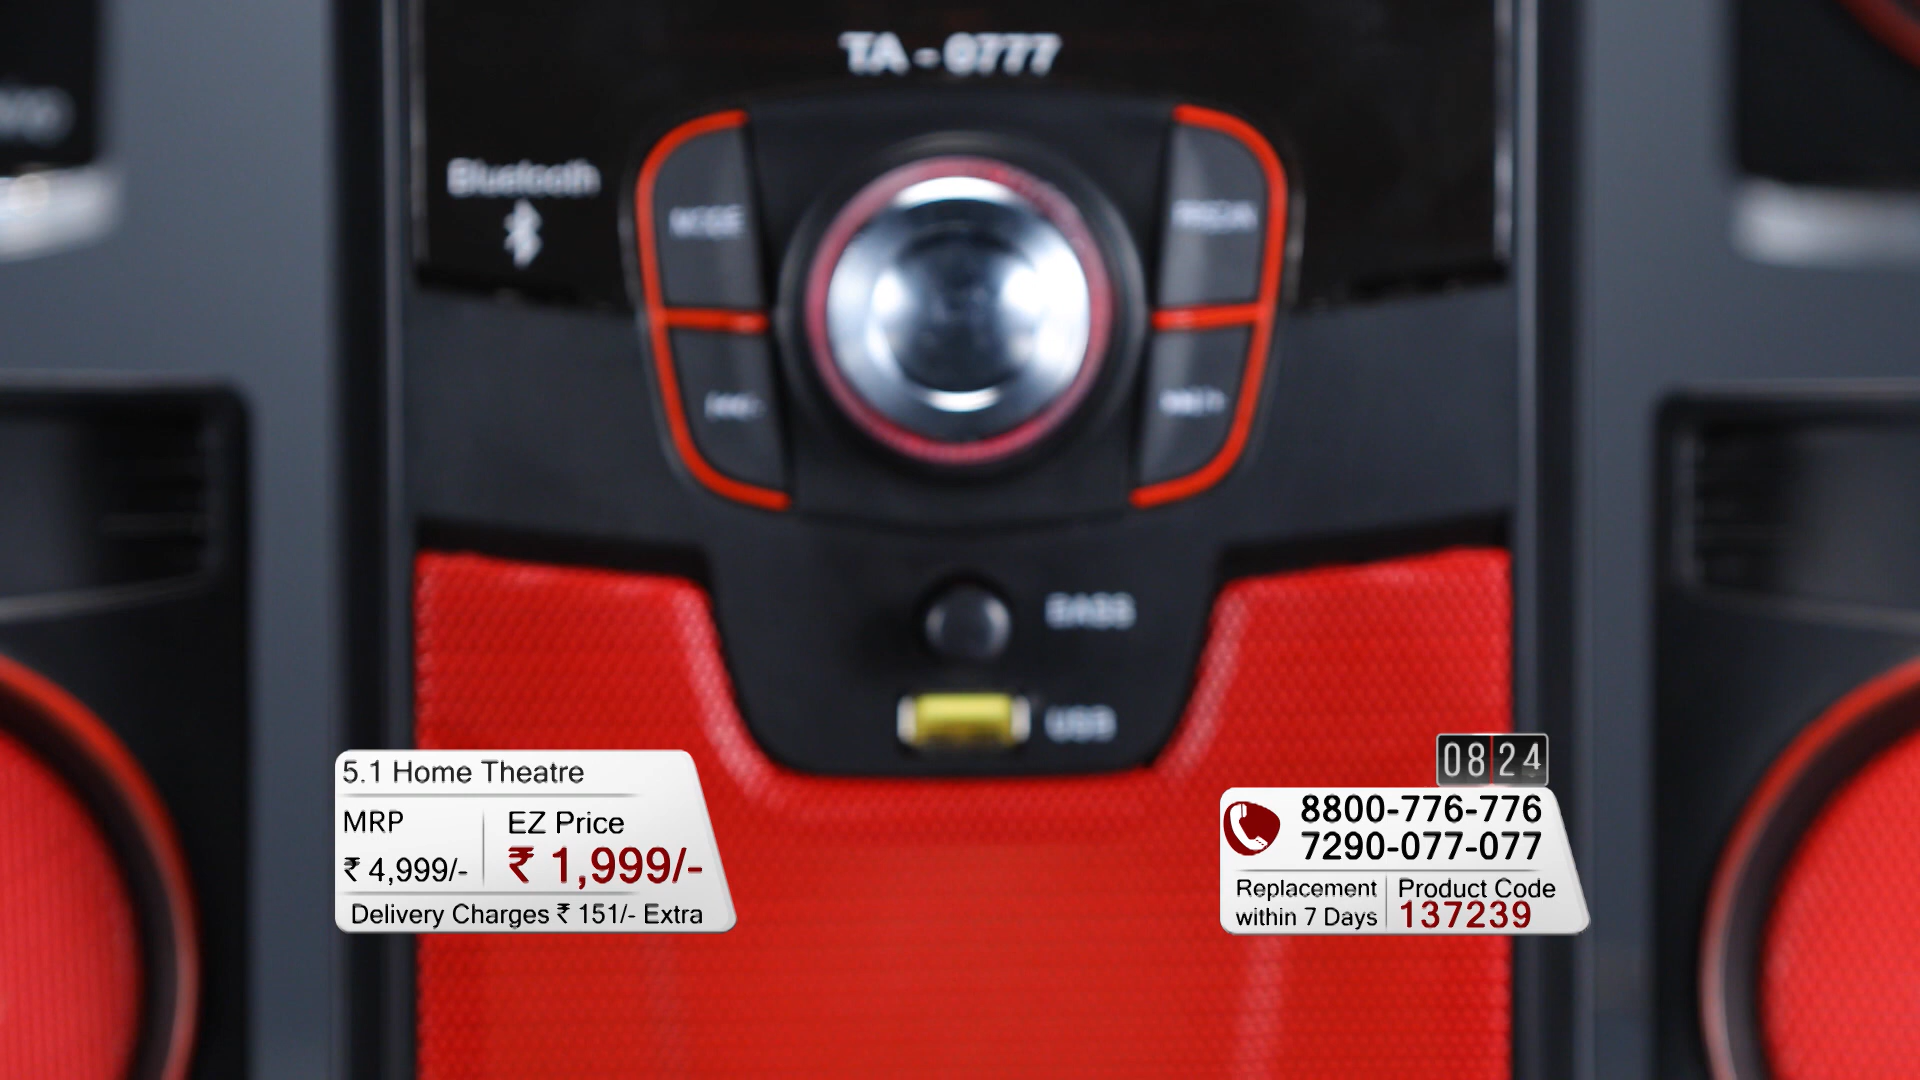 TA - 0777
Bluetooth
MODE
BASS
USB
5.1 Home Theatre
MRP
EZ Price
₹ 4,999/-
₹ 1,999/-
Delivery Charges ₹ 151/- Extra
08 24
8800-776-776
7290-077-077
Replacement
within 7 Days
Product Code
137239